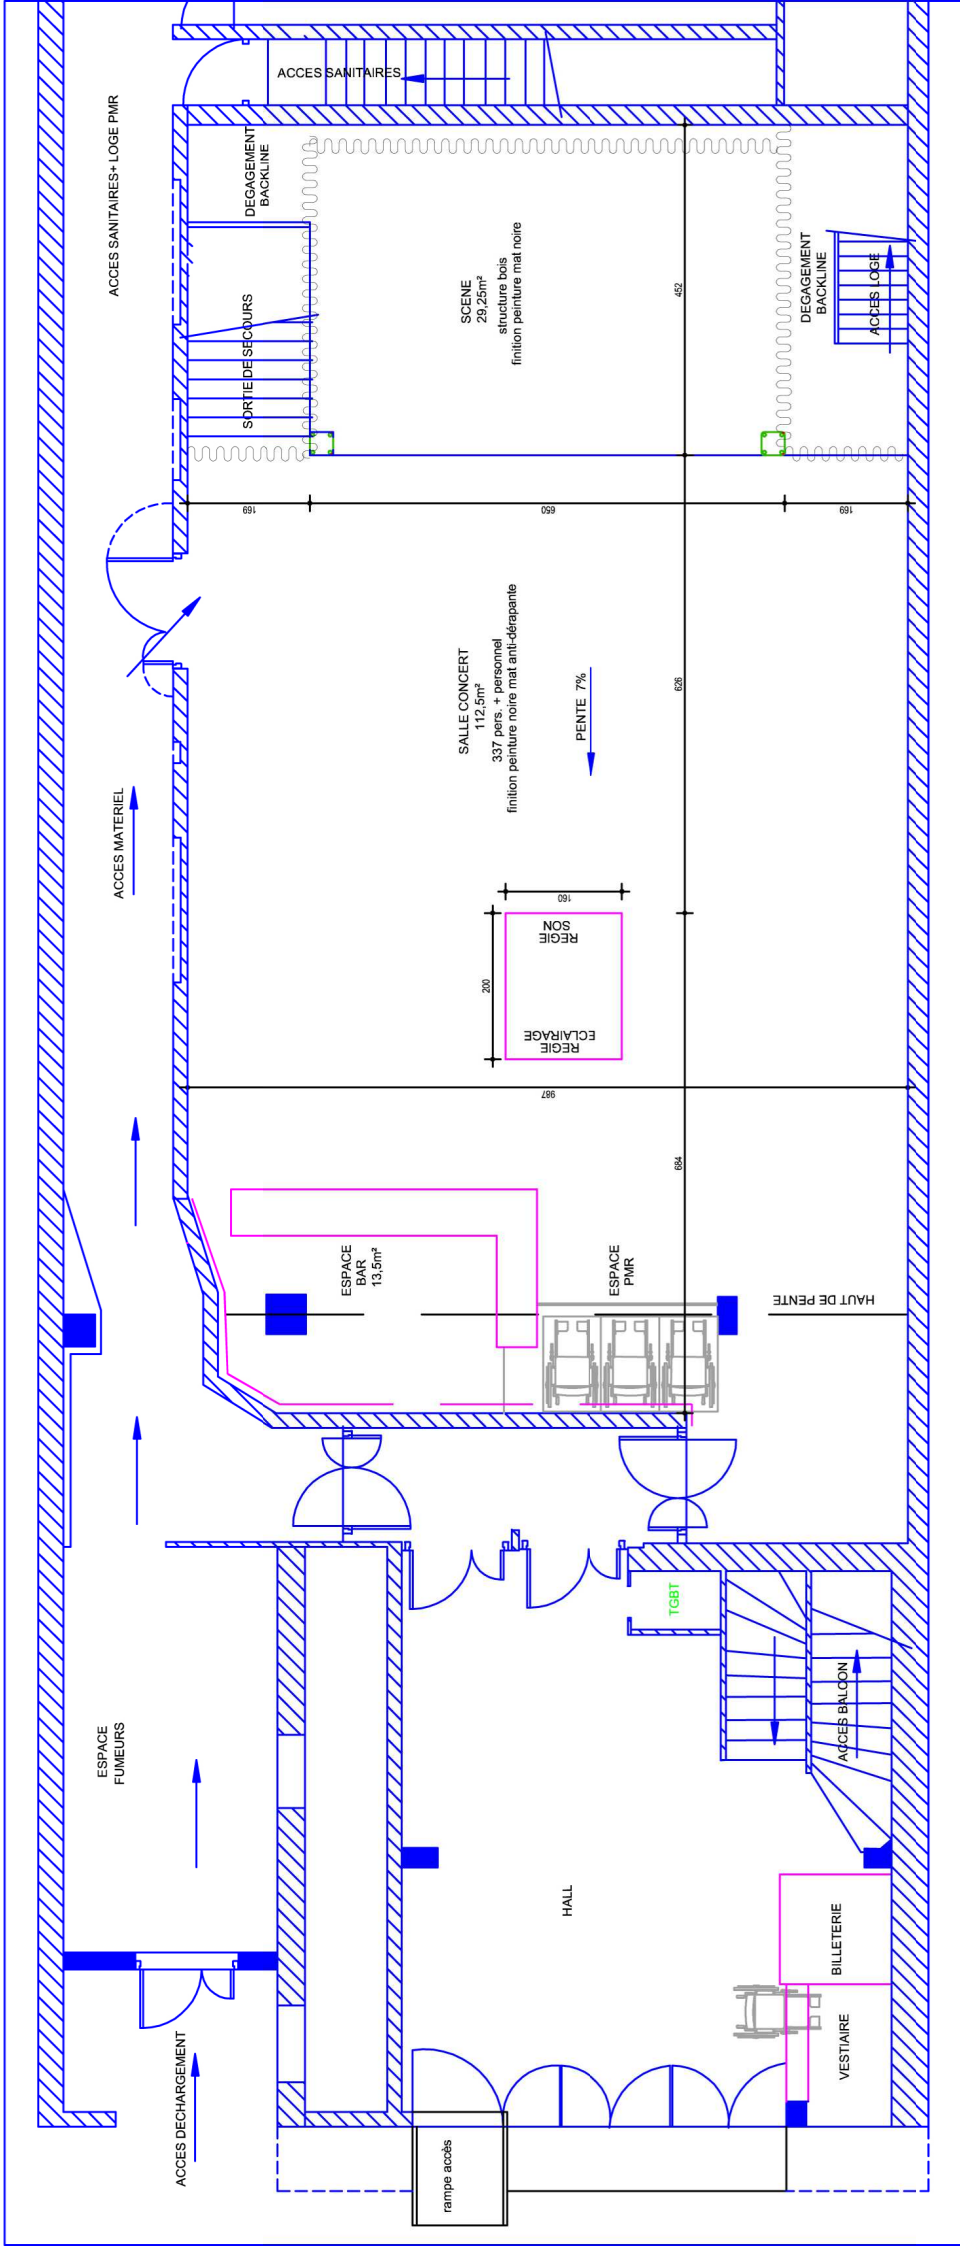 ACCES SANITAIRES
ACCES SANITAIRES+ LOGE PMR
DEGAGEMENT
BACKLINE
SORTIE DE SECOURS
SCENE
29,25m²
structure bois
finition peinture mat noire
452
DEGAGEMENT
BACKLINE
ACCES LOGE
169
650
169
SALLE CONCERT
112,5m²
337 pers. + personnel
finition peinture noire mat anti-dérapante
PENTE 7%
626
ACCES MATERIEL
160
200
REGIE
SON
REGIE
ECLAIRAGE
987
684
ESPACE
BAR
13,5m²
ESPACE
PMR
HAUT DE PENTE
TGBT
ESPACE
FUMEURS
ACCES BALCON
HALL
BILLETERIE
VESTIAIRE
ACCES DECHARGEMENT
rampe accès